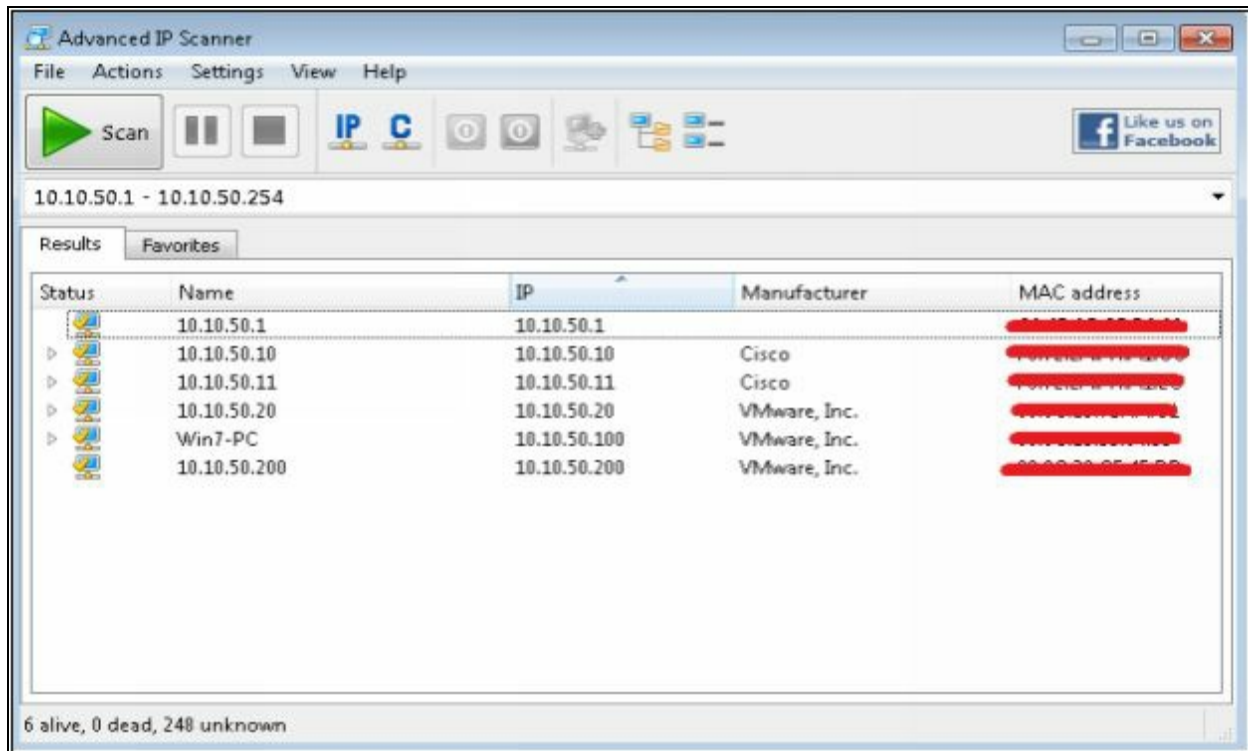 Advanced IP Scanner
File Actions Settings View Help
Scan IP C Like us on
Facebook
10.10.50.1 - 10.10.50.254
Results Favorites
Status Name IP Manufacturer MAC address
10.10.50.1 10.10.50.1
10.10.50.10 10.10.50.10 Cisco
10.10.50.11 10.10.50.11 Cisco
10.10.50.20 10.10.50.20 VMware, Inc.
Win7-PC 10.10.50.100 VMware, Inc.
10.10.50.200 10.10.50.200 VMware, Inc.
6 alive, 0 dead, 248 unknown